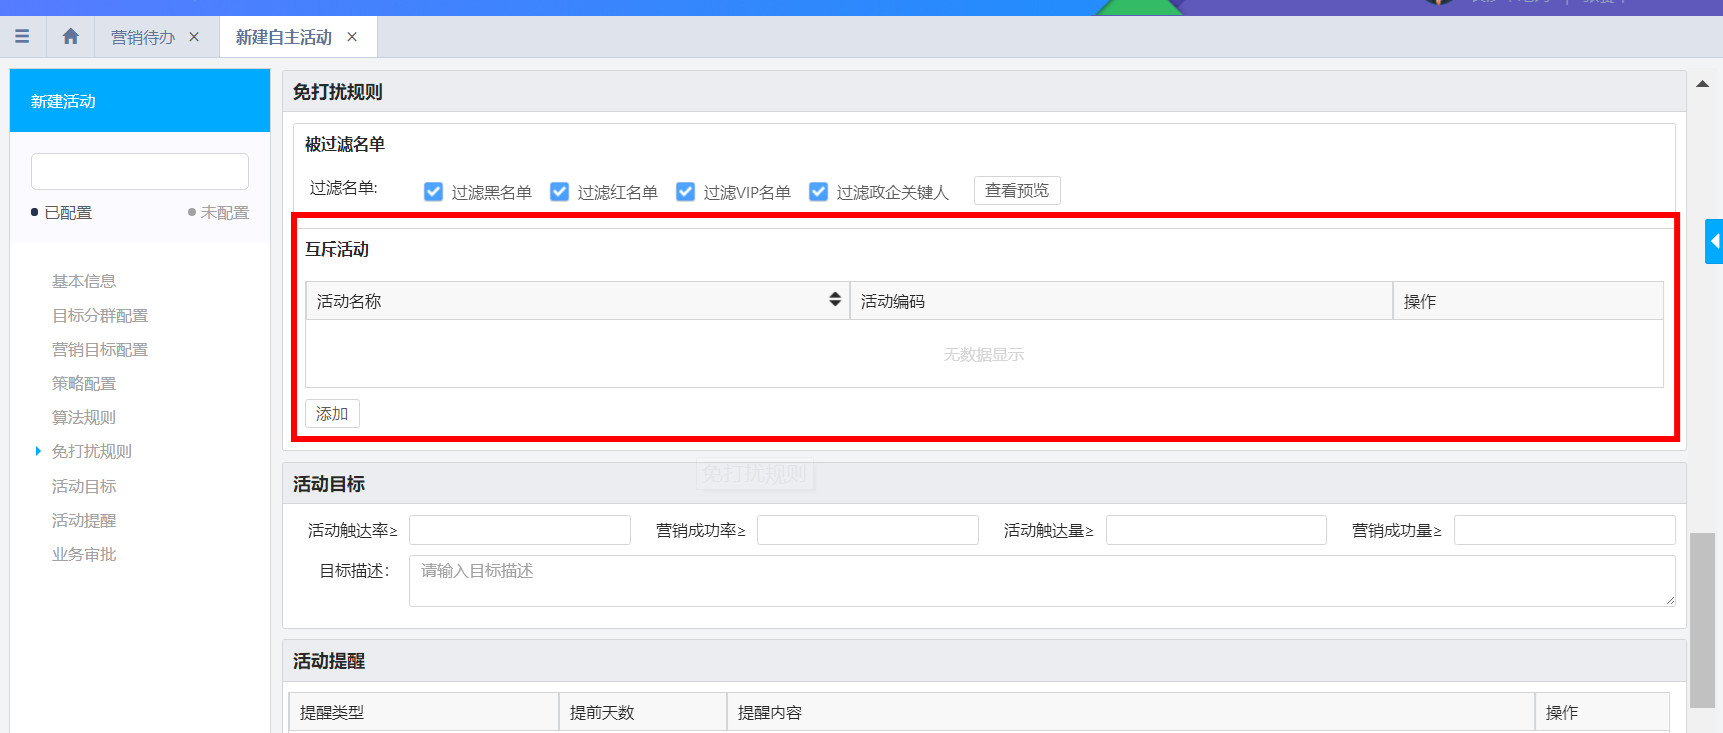 营销待办 ×
新建自主活动 ×
新建活动
已配置
未配置
基本信息
目标分群配置
营销目标配置
策略配置
算法规则
免打扰规则
活动目标
活动提醒
业务审批
免打扰规则
被过滤名单
过滤名单: 过滤黑名单 过滤红名单 过滤VIP名单 过滤政企关键人 查看预览
互斥活动
活动名称 活动编码 操作
无数据显示
添加
免打扰规则
活动目标
活动触达率≥ 营销成功率≥ 活动触达量≥ 营销成功量≥
目标描述: 请输入目标描述
活动提醒
提醒类型 提前天数 提醒内容 操作